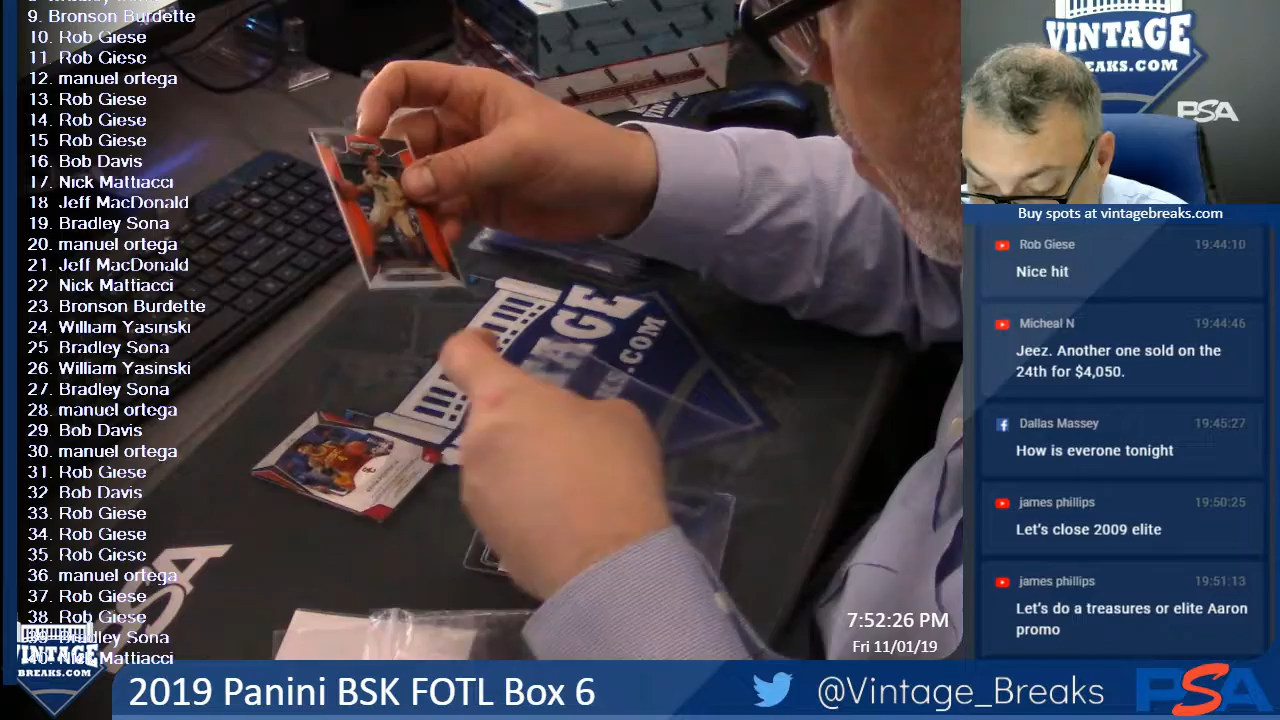 9. Bronson Burdette
10. Rob Giese
11. Rob Giese
12. manuel ortega
13. Rob Giese
14. Rob Giese
15 Rob Giese
16. Bob Davis
17. Nick Mattiacci
18. Jeff MacDonald
19. Bradley Sona
20. manuel ortega
21. Jeff MacDonald
22 Nick Mattiacci
23. Bronson Burdette
24. William Yasinski
25 Bradley Sona
26. William Yasinski
27. Bradley Sona
28. manuel ortega
29. Bob Davis
30. manuel ortega
31. Rob Giese
32 Bob Davis
33. Rob Giese
34. Rob Giese
35. Rob Giese
36. manuel ortega
37. Rob Giese
38. Rob Giese
39. Bradley Sona
40. Nick Mattiacci
VINTAGE
BREAKS.COM
VINTAGE
EAKS.COM
PSA
TAGE
.COM
SA
Buy spots at vintagebreaks.com
Rob Giese 19:44:10
Nice hit
Micheal N 19:44:46
Jeez. Another one sold on the
24th for $4,050.
Dallas Massey 19:45:27
How is everone tonight
james phillips 19:50:25
Let's close 2009 elite
james phillips 19:51:13
Let's do a treasures or elite Aaron
promo
7:52:26 PM
Fri 11/01/19
2019 Panini BSK FOTL Box 6
@Vintage_Breaks
PSA